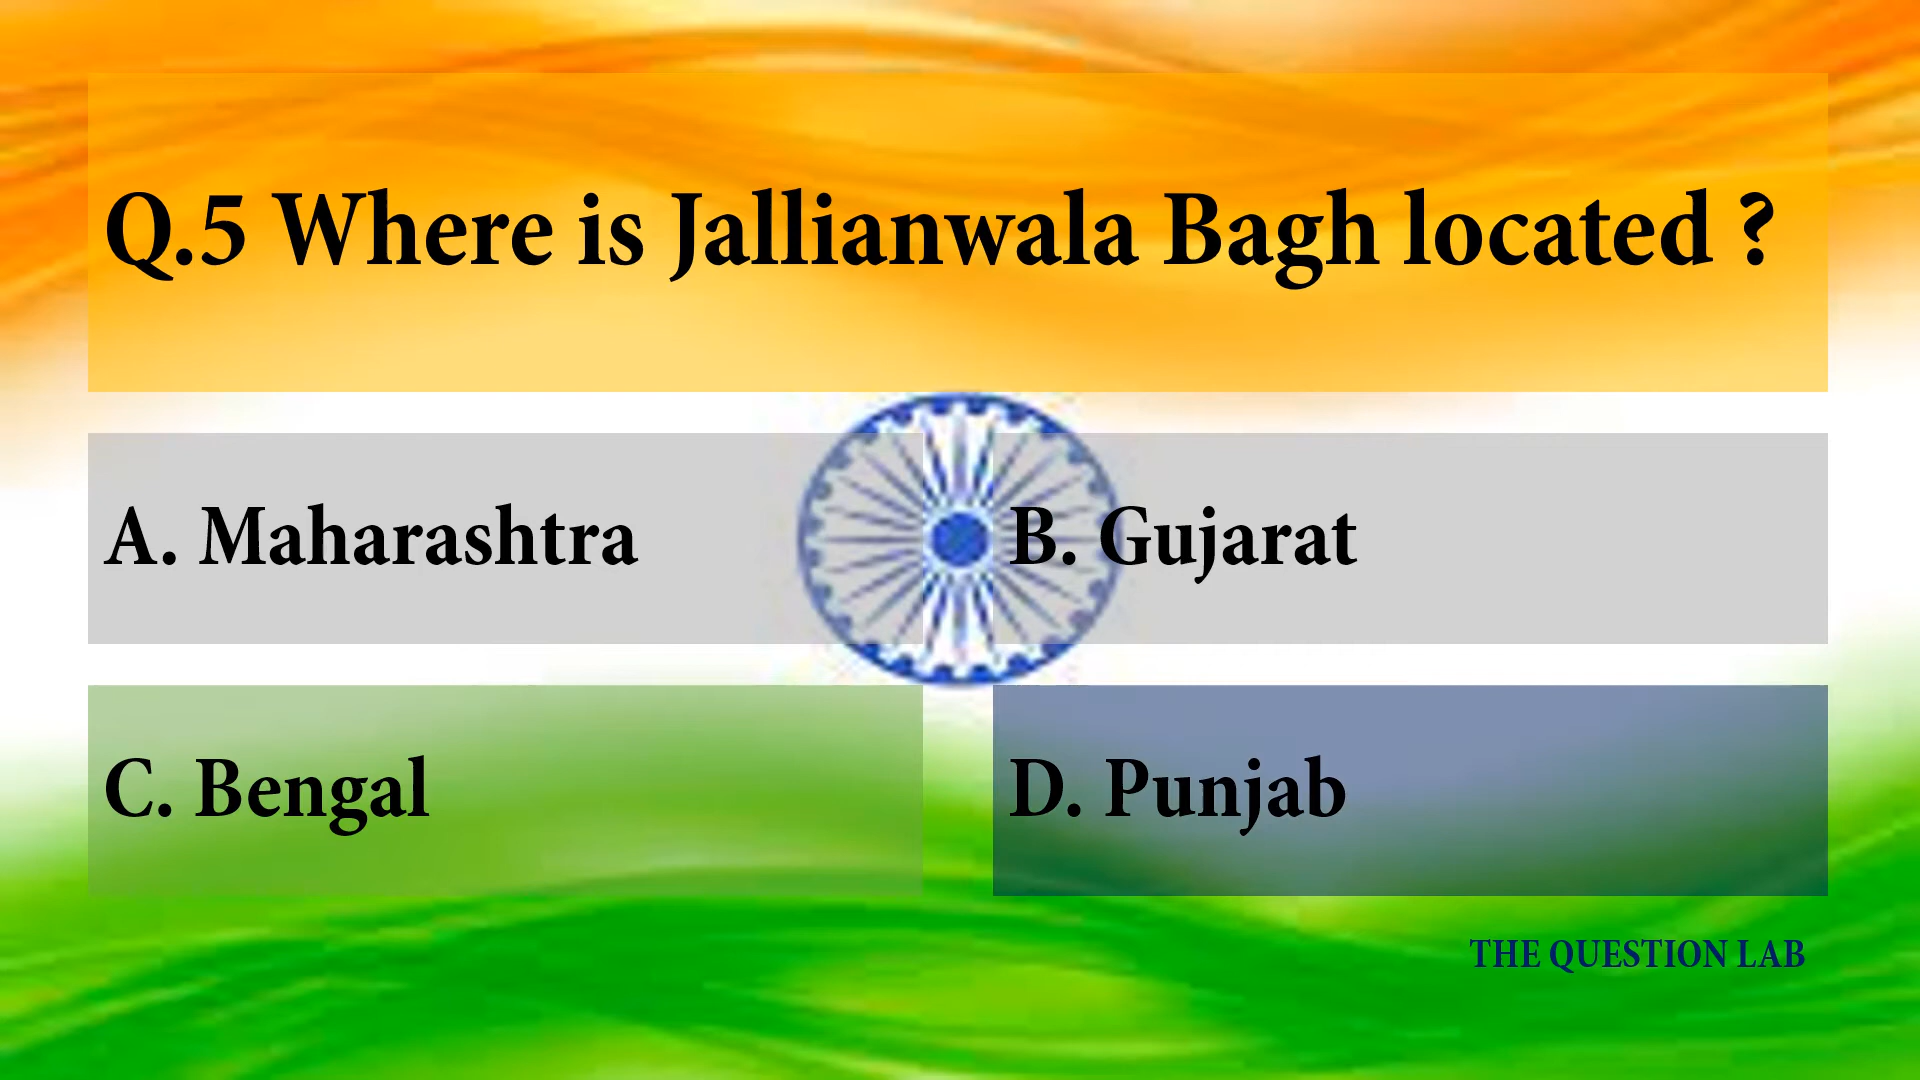 Q.5 Where is Jallianwala Bagh located ?
A. Maharashtra
B. Gujarat
C. Bengal
D. Punjab
THE QUESTION LAB